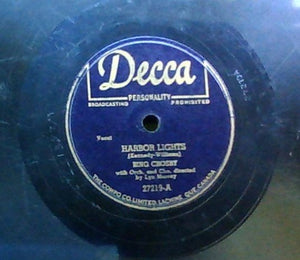 Decca
PERSONALITY
BROADCASTING PROHIBITED
Vocal
HARBOR LIGHTS
(Kennedy-Williams)
BING CROSBY
with Orch. and Cho. directed
by Lyn Murray
27219-A
THE COMPO CO. LIMITED, LACHINE, QUE. CANADA